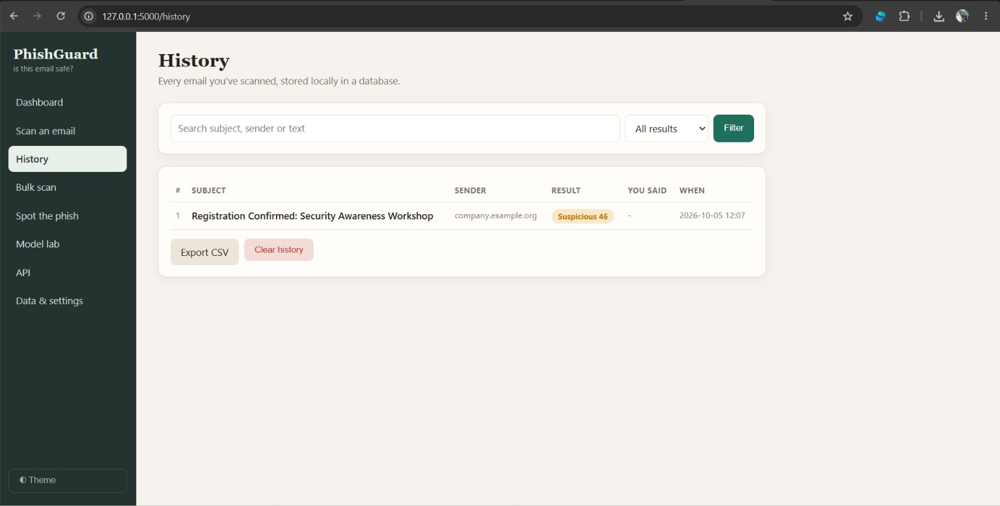 127.0.0.1:5000/history
PhishGuard
is this email safe?
Dashboard
Scan an email
History
Bulk scan
Spot the phish
Model lab
API
Data & settings
Theme
History
Every email you've scanned, stored locally in a database.
Search subject, sender or text
All results
Filter
# SUBJECT SENDER RESULT YOU SAID WHEN
1 Registration Confirmed: Security Awareness Workshop company.example.org Suspicious 46 - 2026-10-05 12:07
Export CSV
Clear history